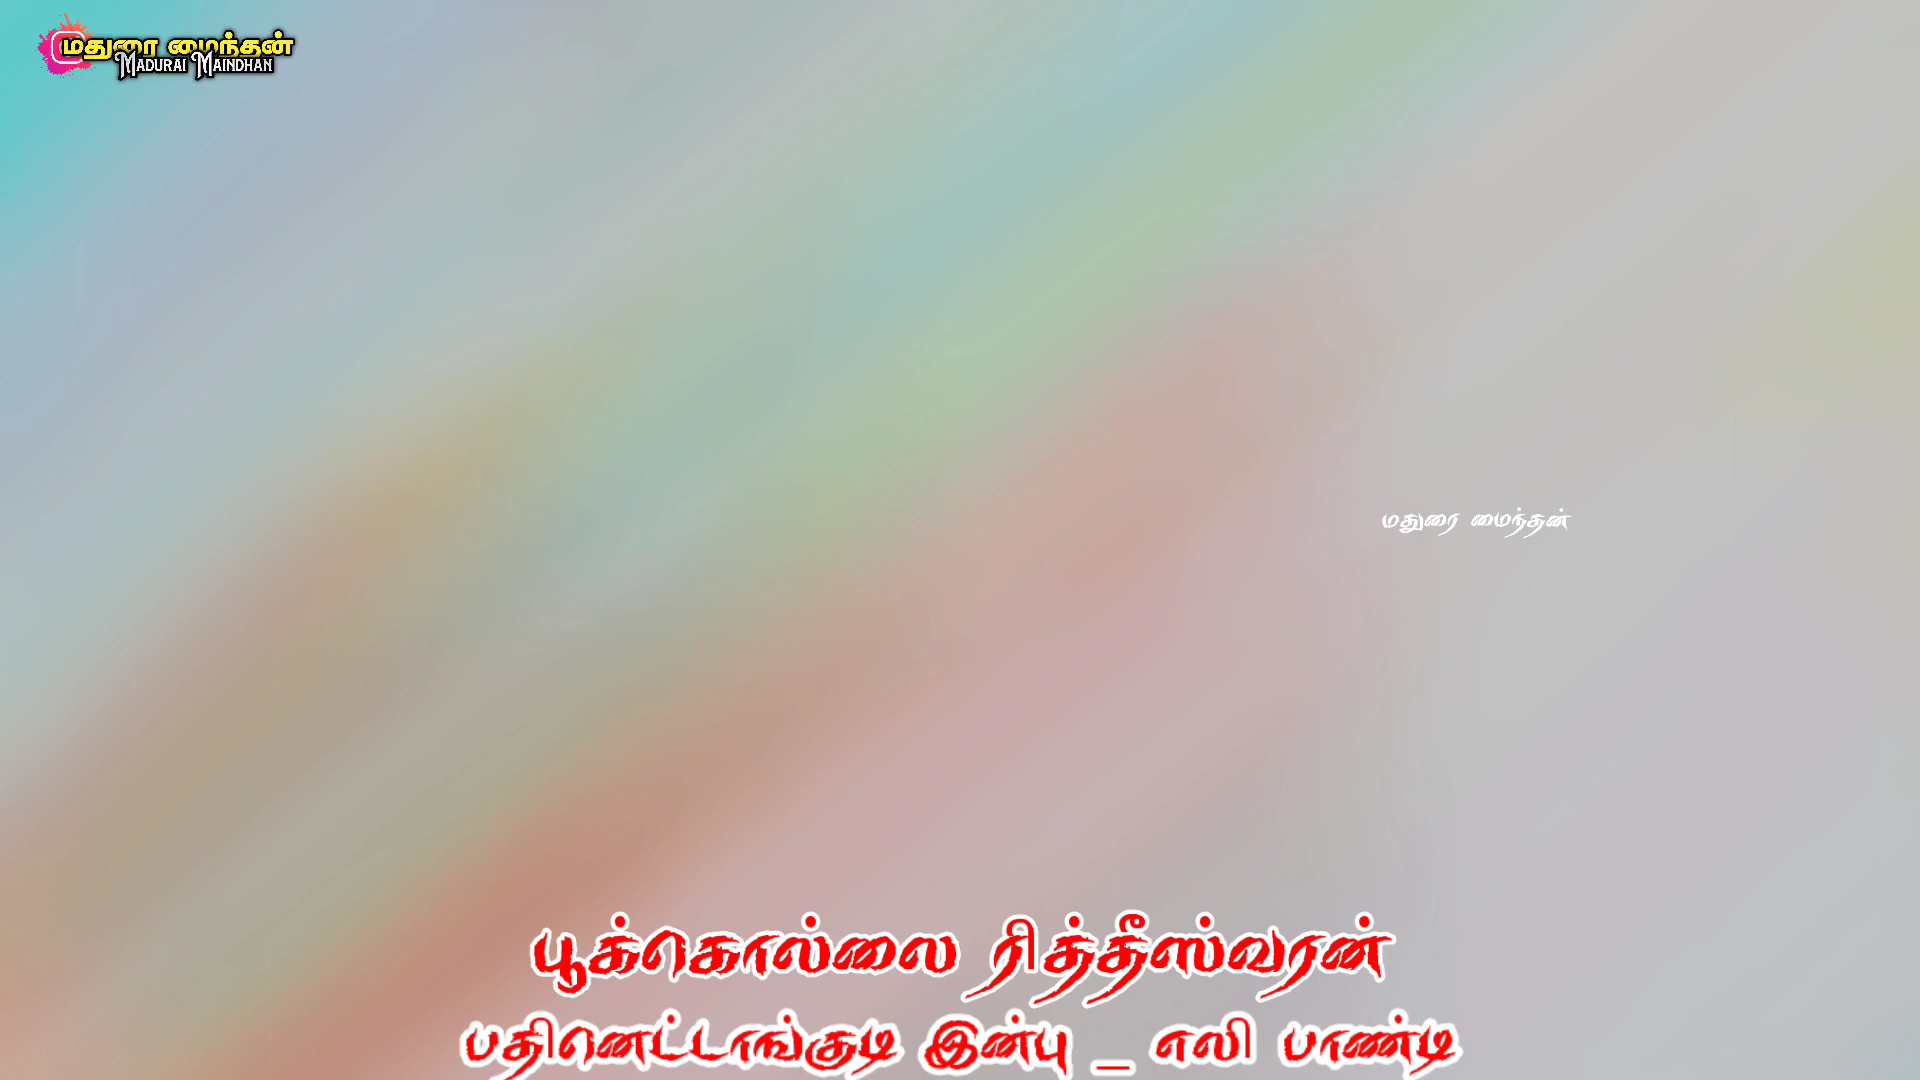 மதுரை மைந்தன்
Madurai Maindhan
மதுரை மைந்தன்
பூக்கொல்லை ரித்தீஸ்வரன்
பதினெட்டாங்குடி இன்பு _ எலி பாண்டி